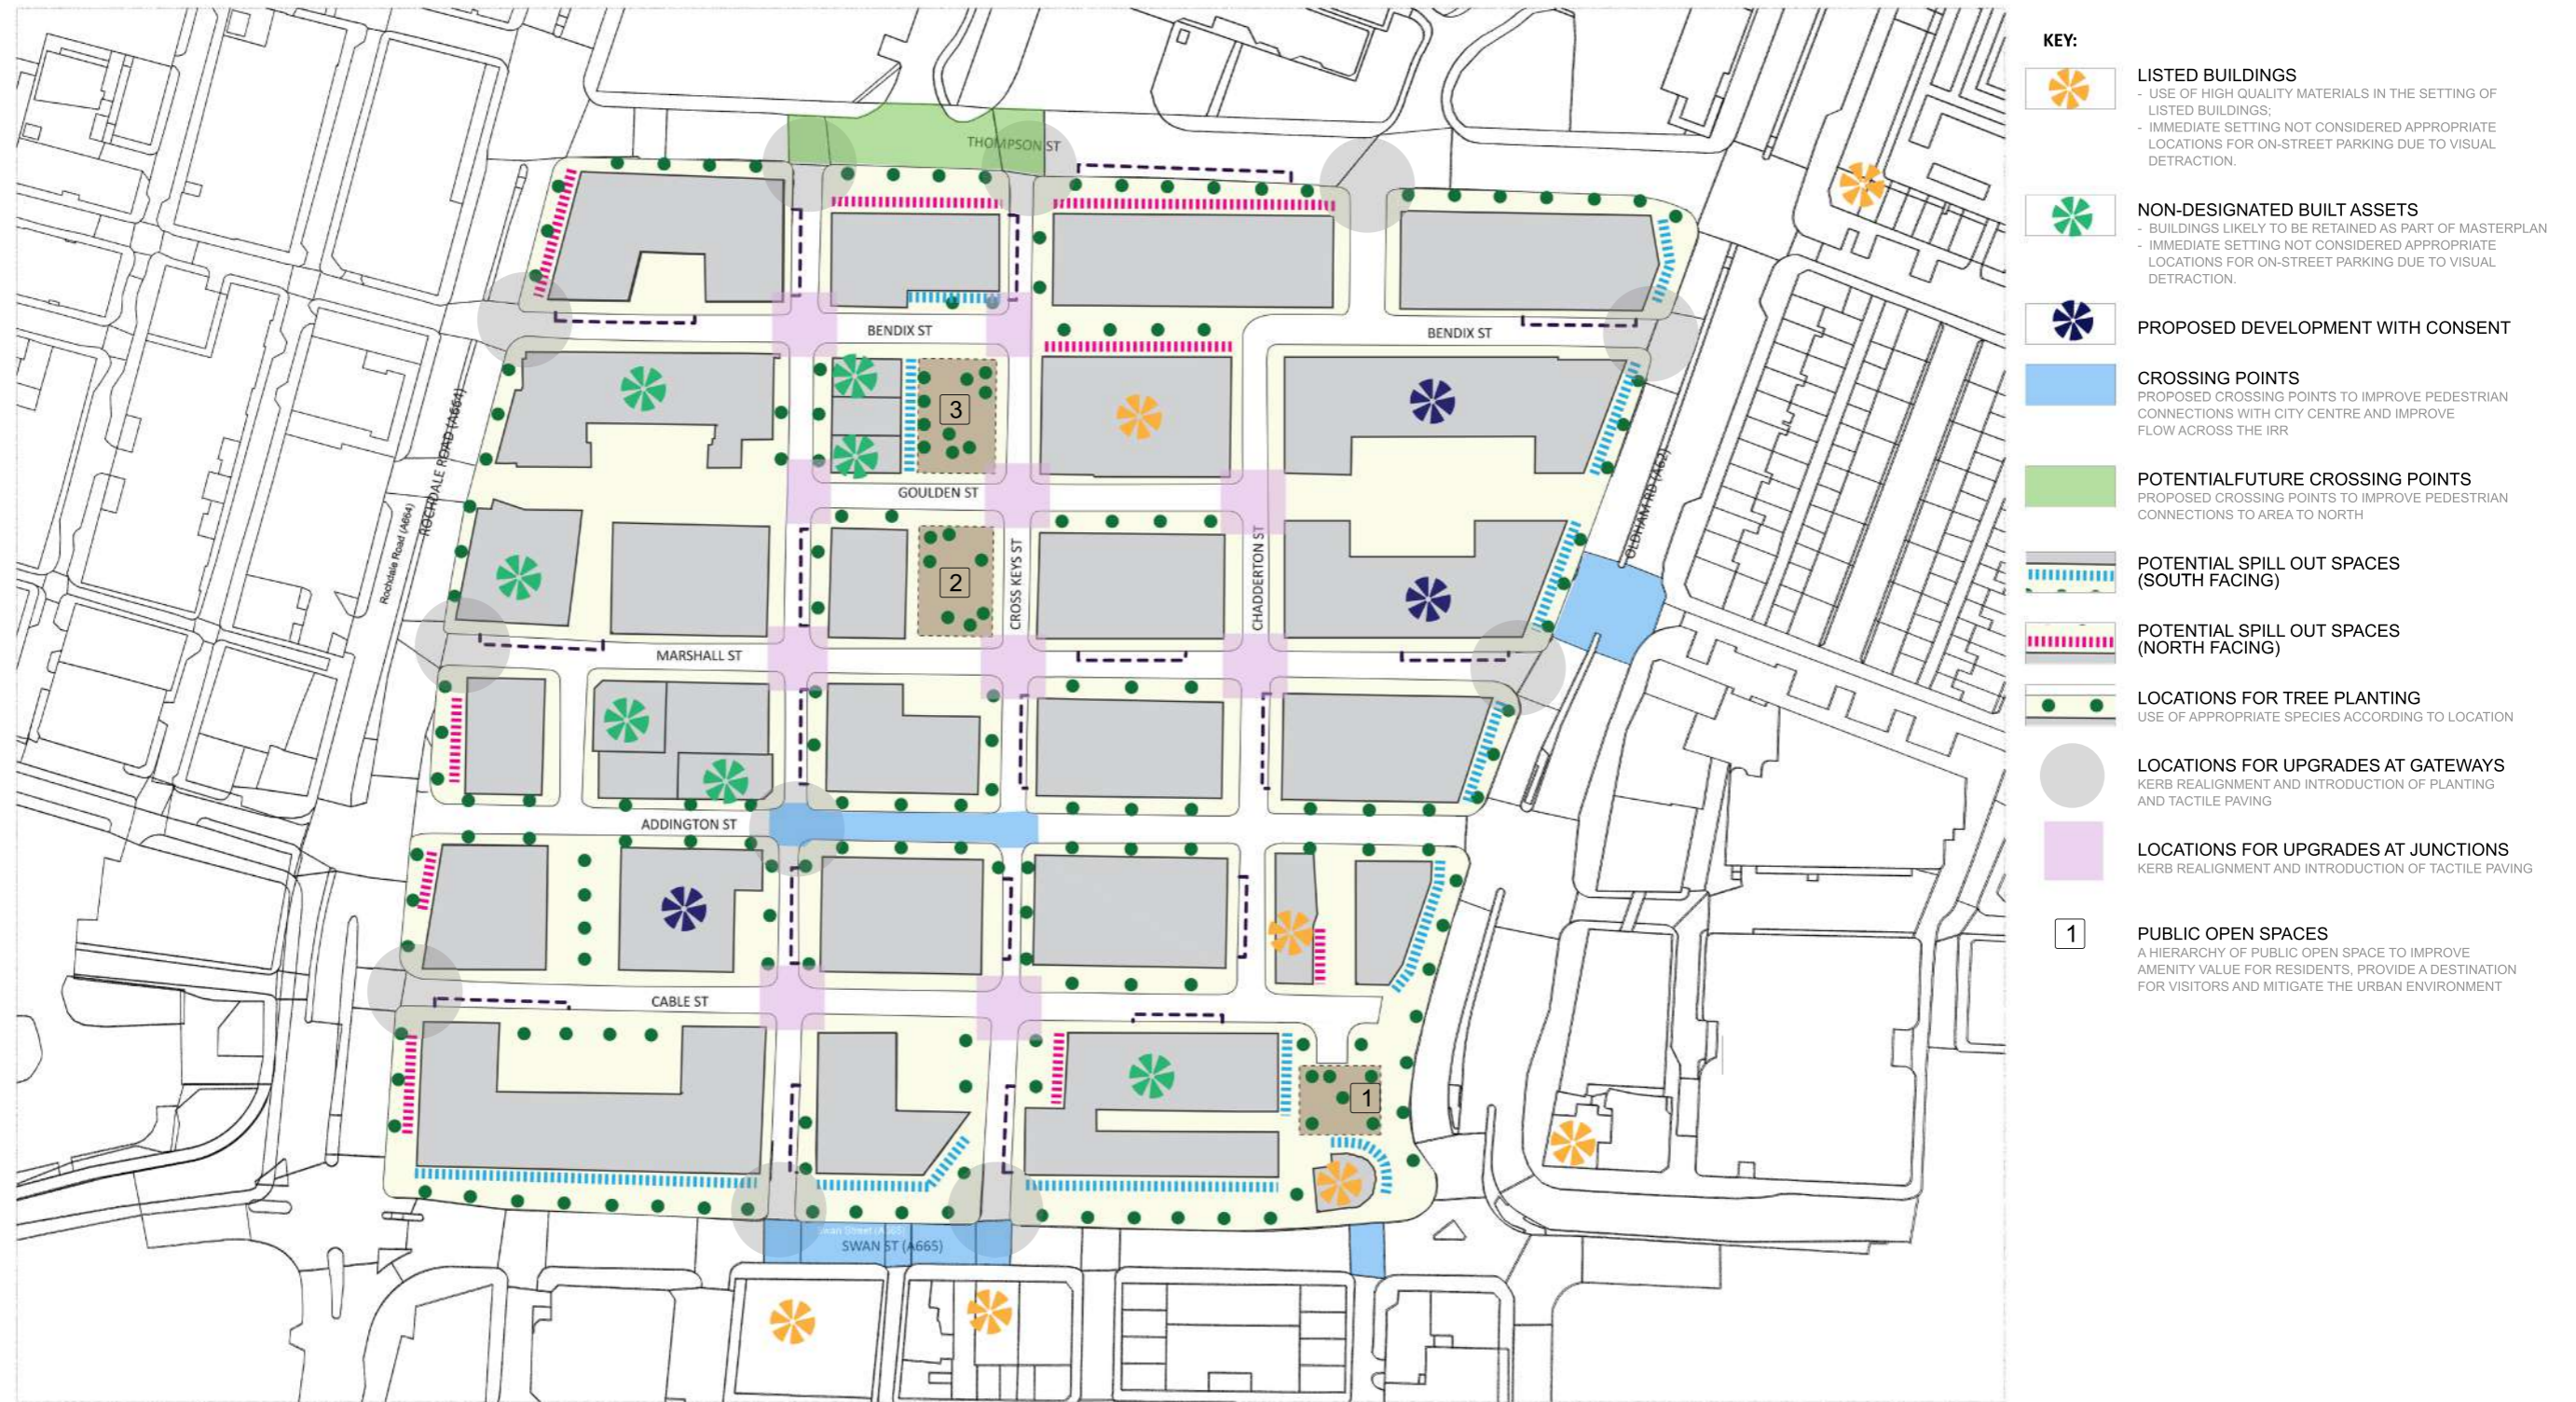 THOMPSON ST
BENDIX ST
BENDIX ST
3
GOULDEN ST
ROCHDALE ROAD (A664)
Rochdale Road (A664)
2
CROSS KEYS ST
CHADDERTON ST
OLDHAM RD (A62)
MARSHALL ST
ADDINGTON ST
CABLE ST
1
Swan Street (A665)
SWAN ST (A665)
KEY:
LISTED BUILDINGS
- USE OF HIGH QUALITY MATERIALS IN THE SETTING OF
LISTED BUILDINGS;
- IMMEDIATE SETTING NOT CONSIDERED APPROPRIATE
LOCATIONS FOR ON-STREET PARKING DUE TO VISUAL
DETRACTION.
NON-DESIGNATED BUILT ASSETS
- BUILDINGS LIKELY TO BE RETAINED AS PART OF MASTERPLAN
- IMMEDIATE SETTING NOT CONSIDERED APPROPRIATE
LOCATIONS FOR ON-STREET PARKING DUE TO VISUAL
DETRACTION.
PROPOSED DEVELOPMENT WITH CONSENT
CROSSING POINTS
PROPOSED CROSSING POINTS TO IMPROVE PEDESTRIAN
CONNECTIONS WITH CITY CENTRE AND IMPROVE
FLOW ACROSS THE IRR
POTENTIALFUTURE CROSSING POINTS
PROPOSED CROSSING POINTS TO IMPROVE PEDESTRIAN
CONNECTIONS TO AREA TO NORTH
POTENTIAL SPILL OUT SPACES
(SOUTH FACING)
POTENTIAL SPILL OUT SPACES
(NORTH FACING)
LOCATIONS FOR TREE PLANTING
USE OF APPROPRIATE SPECIES ACCORDING TO LOCATION
LOCATIONS FOR UPGRADES AT GATEWAYS
KERB REALIGNMENT AND INTRODUCTION OF PLANTING
AND TACTILE PAVING
LOCATIONS FOR UPGRADES AT JUNCTIONS
KERB REALIGNMENT AND INTRODUCTION OF TACTILE PAVING
1
PUBLIC OPEN SPACES
A HIERARCHY OF PUBLIC OPEN SPACE TO IMPROVE
AMENITY VALUE FOR RESIDENTS, PROVIDE A DESTINATION
FOR VISITORS AND MITIGATE THE URBAN ENVIRONMENT